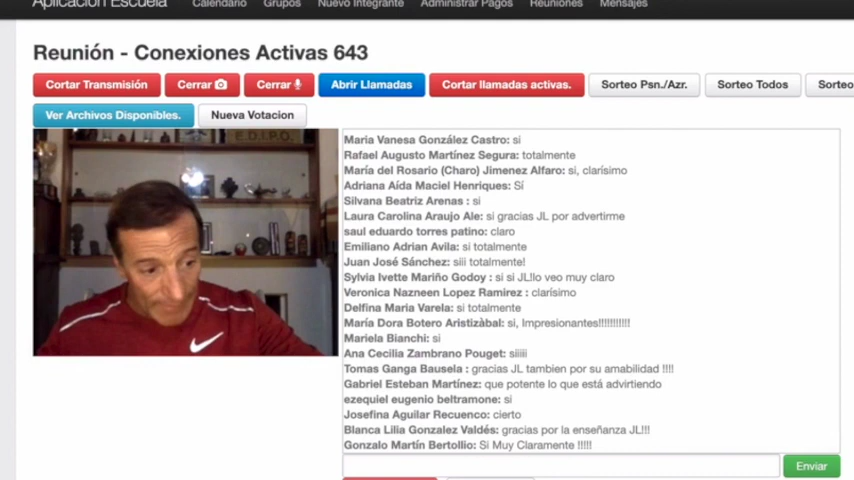 Aplicación Escuela Calendario Grupos Nuevo Integrante Administrar Pagos Reuniones Mensajes
Reunión - Conexiones Activas 643
Cortar Transmisión Cerrar Cerrar Abrir Llamadas Cortar llamadas activas. Sorteo Psn./Azr. Sorteo Todos Sorteo
Ver Archivos Disponibles. Nueva Votacion
E.D.I.P.O.
Maria Vanesa González Castro: si
Rafael Augusto Martínez Segura: totalmente
María del Rosario (Charo) Jimenez Alfaro: si, clarísimo
Adriana Aída Maciel Henriques: Sí
Silvana Beatriz Arenas : si
Laura Carolina Araujo Ale: si gracias JL por advertirme
saul eduardo torres patino: claro
Emiliano Adrian Avila: si totalmente
Juan José Sánchez: siii totalmente!
Sylvia Ivette Mariño Godoy : si si JL!lo veo muy claro
Veronica Nazneen Lopez Ramirez : clarísimo
Delfina Maria Varela: si totalmente
María Dora Botero Aristizàbal: si, Impresionantes!!!!!!!!!!!
Mariela Bianchi: si
Ana Cecilia Zambrano Pouget: siiiii
Tomas Ganga Bausela : gracias JL tambien por su amabilidad !!!!
Gabriel Esteban Martínez: que potente lo que está advirtiendo
ezequiel eugenio beltramone: si
Josefina Aguilar Recuenco: cierto
Blanca Lilia Gonzalez Valdés: gracias por la enseñanza JL!!!
Gonzalo Martín Bertollio: Si Muy Claramente !!!!!
Enviar